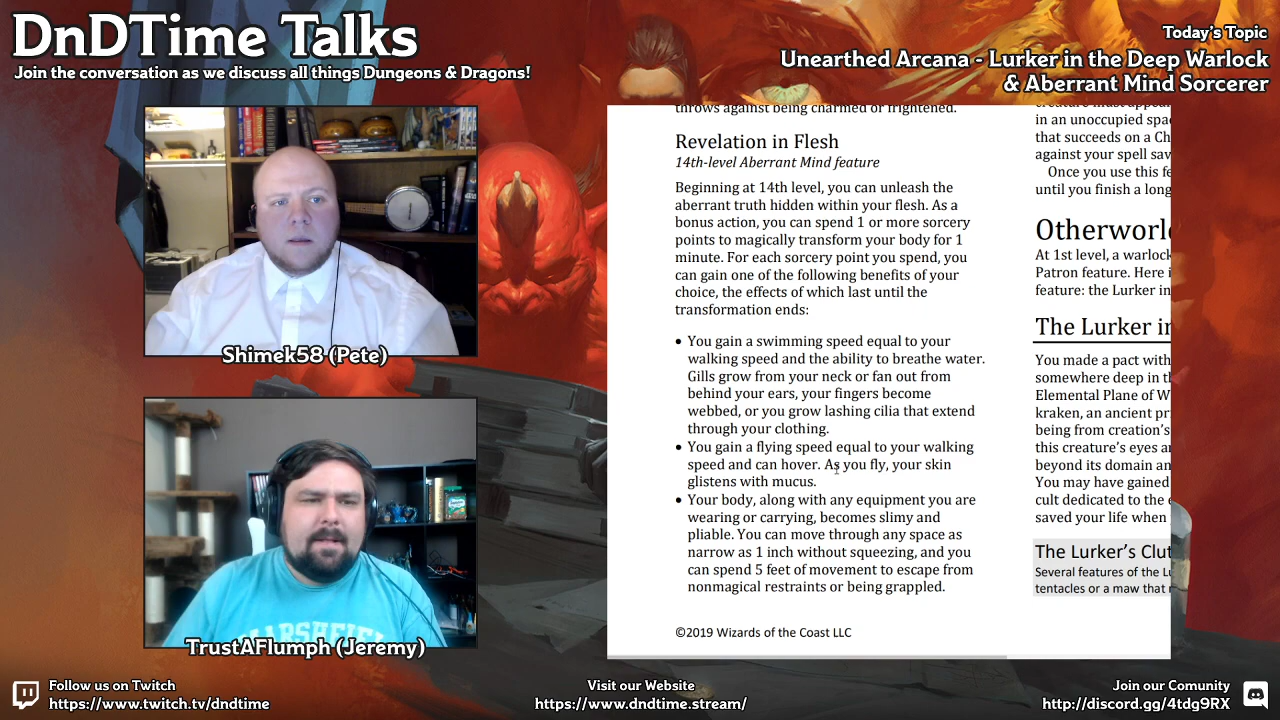 DnDTime Talks
Join the conversation as we discuss all things Dungeons & Dragons!
Today's Topic
Unearthed Arcana - Lurker in the Deep Warlock
& Aberrant Mind Sorcerer
Shimek58 (Pete)
TrustAFlumph (Jeremy)
throws against being charmed or frightened.
Revelation in Flesh
14th-level Aberrant Mind feature
Beginning at 14th level, you can unleash the
aberrant truth hidden within your flesh. As a
bonus action, you can spend 1 or more sorcery
points to magically transform your body for 1
minute. For each sorcery point you spend, you
can gain one of the following benefits of your
choice, the effects of which last until the
transformation ends:
• You gain a swimming speed equal to your
walking speed and the ability to breathe water.
Gills grow from your neck or fan out from
behind your ears, your fingers become
webbed, or you grow lashing cilia that extend
through your clothing.
• You gain a flying speed equal to your walking
speed and can hover. As you fly, your skin
glistens with mucus.
• Your body, along with any equipment you are
wearing or carrying, becomes slimy and
pliable. You can move through any space as
narrow as 1 inch without squeezing, and you
can spend 5 feet of movement to escape from
nonmagical restraints or being grappled.
©2019 Wizards of the Coast LLC
creature must appear
in an unoccupied spa
that succeeds on a Ch
against your spell sav
Once you use this fe
until you finish a long
Otherworl
At 1st level, a warlock
Patron feature. Here i
feature: the Lurker in
The Lurker in
You made a pact with
somewhere deep in th
Elemental Plane of W
kraken, an ancient pr
being from creation's
this creature's eyes a
beyond its domain an
You may have gained
cult dedicated to the
saved your life when
The Lurker's Clut
Several features of the Lu
tentacles or a maw that
Follow us on Twitch
https://www.twitch.tv/dndtime
Visit our Website
https://www.dndtime.stream/
Join our Comunity
http://discord.gg/4tdg9RX